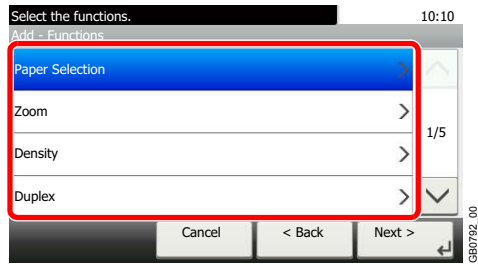 Select the functions.
10:10
Add - Functions
Paper Selection
Zoom
1/5
Density
Duplex
Cancel
< Back
Next >
GB0792_00